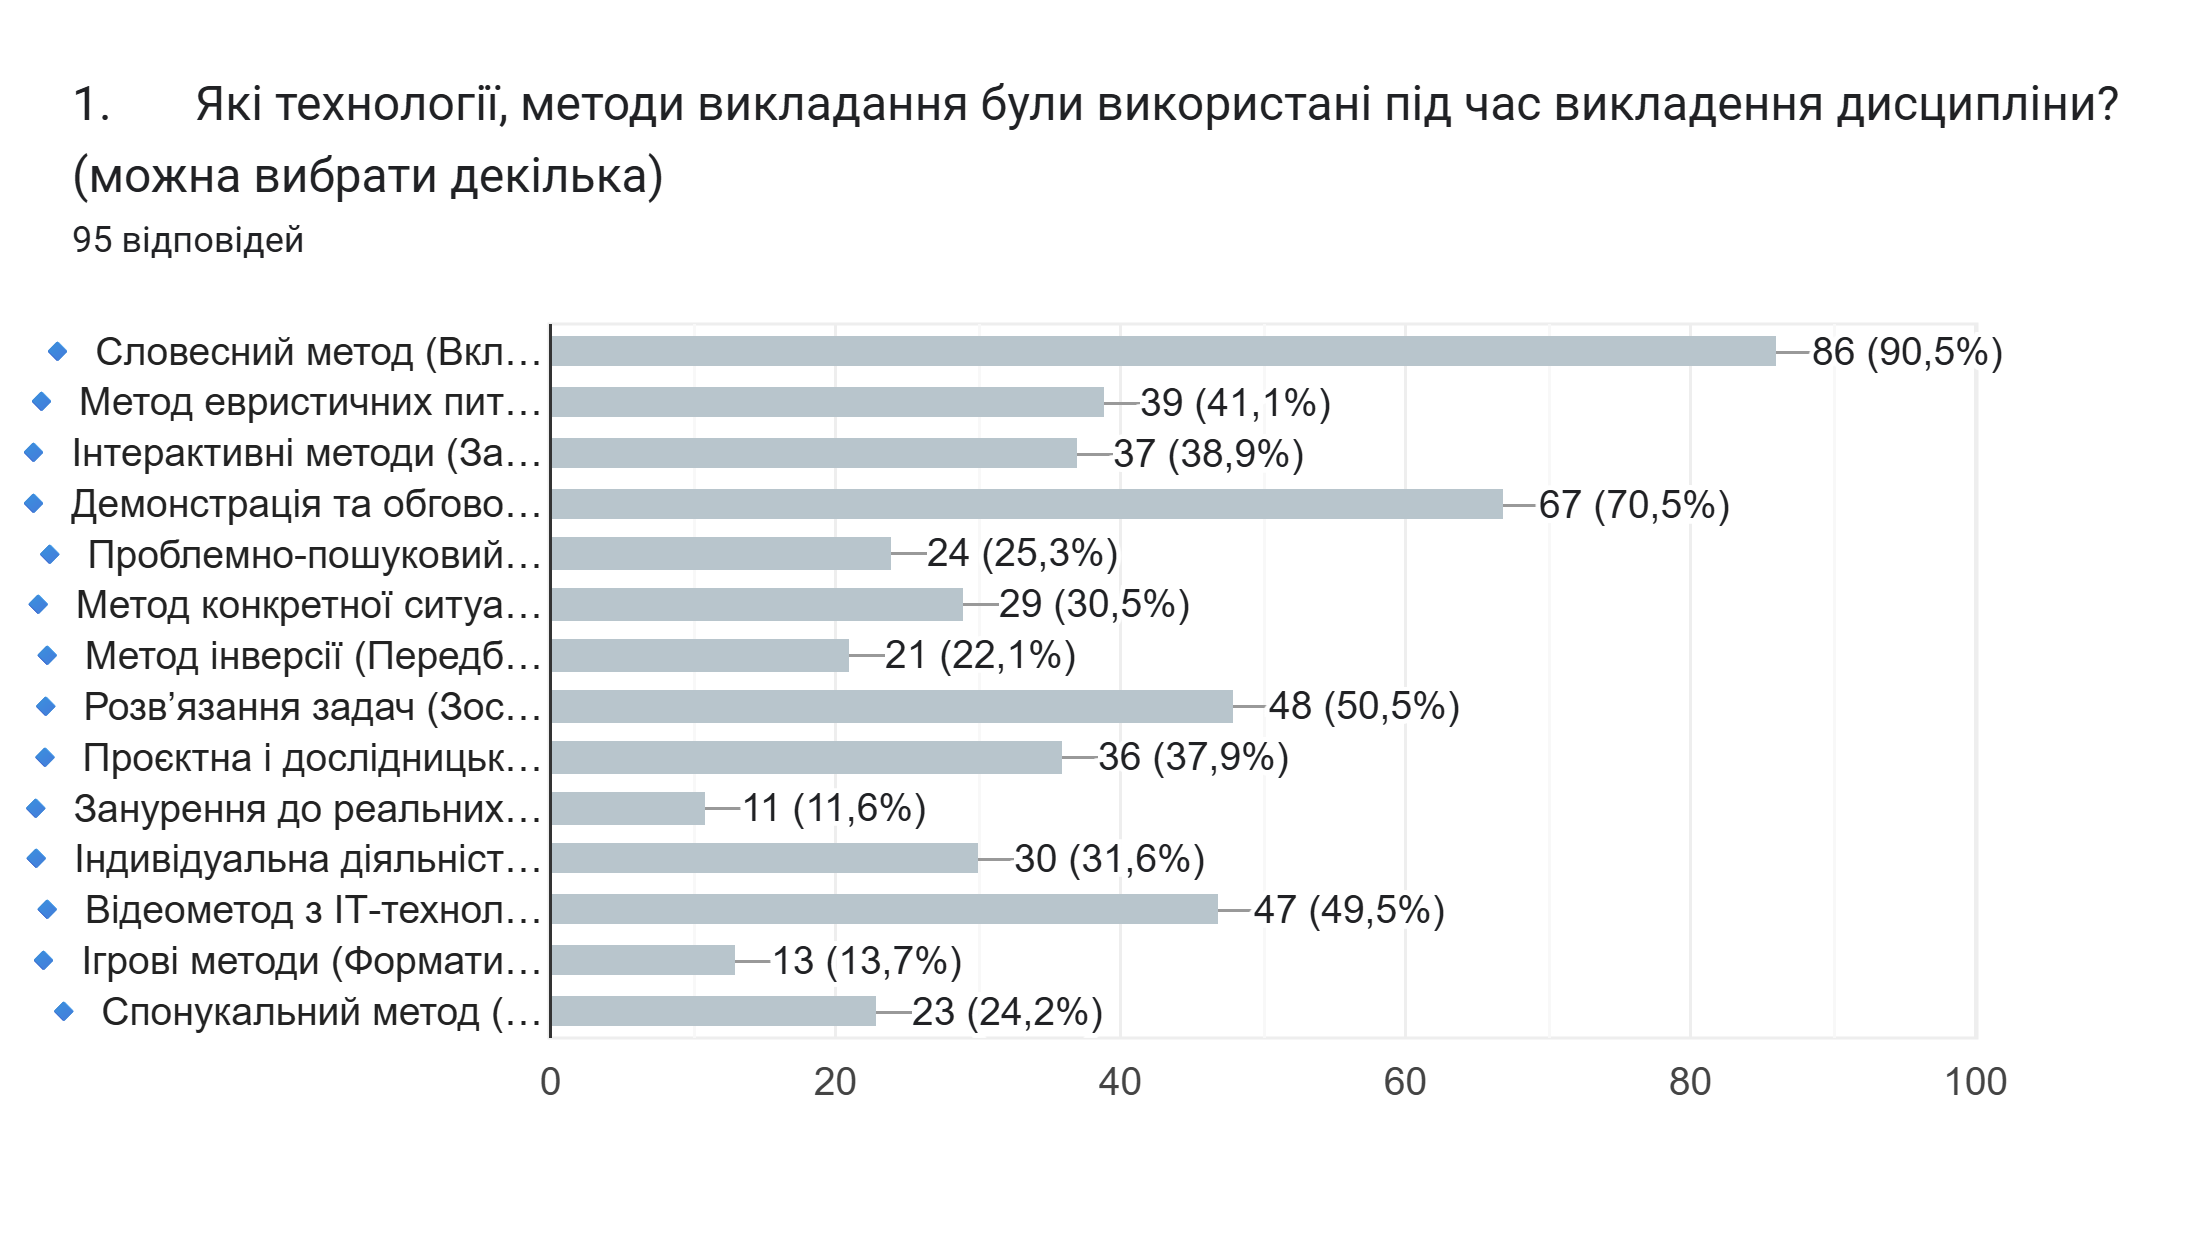 1. Які технології, методи викладання були використані під час викладення дисципліни?
(можна вибрати декілька)
95 відповідей
Словесний метод (Вкл… 86 (90,5%)
Метод евристичних пит… 39 (41,1%)
Інтерактивні методи (За… 37 (38,9%)
Демонстрація та обгово… 67 (70,5%)
Проблемно-пошуковий… 24 (25,3%)
Метод конкретної ситуа… 29 (30,5%)
Метод інверсії (Передб… 21 (22,1%)
Розв’язання задач (Зос… 48 (50,5%)
Проєктна і дослідницьк… 36 (37,9%)
Занурення до реальних… 11 (11,6%)
Індивідуальна діяльніст… 30 (31,6%)
Відеометод з ІТ-технол… 47 (49,5%)
Ігрові методи (Формати… 13 (13,7%)
Спонукальний метод (… 23 (24,2%)
0 20 40 60 80 100